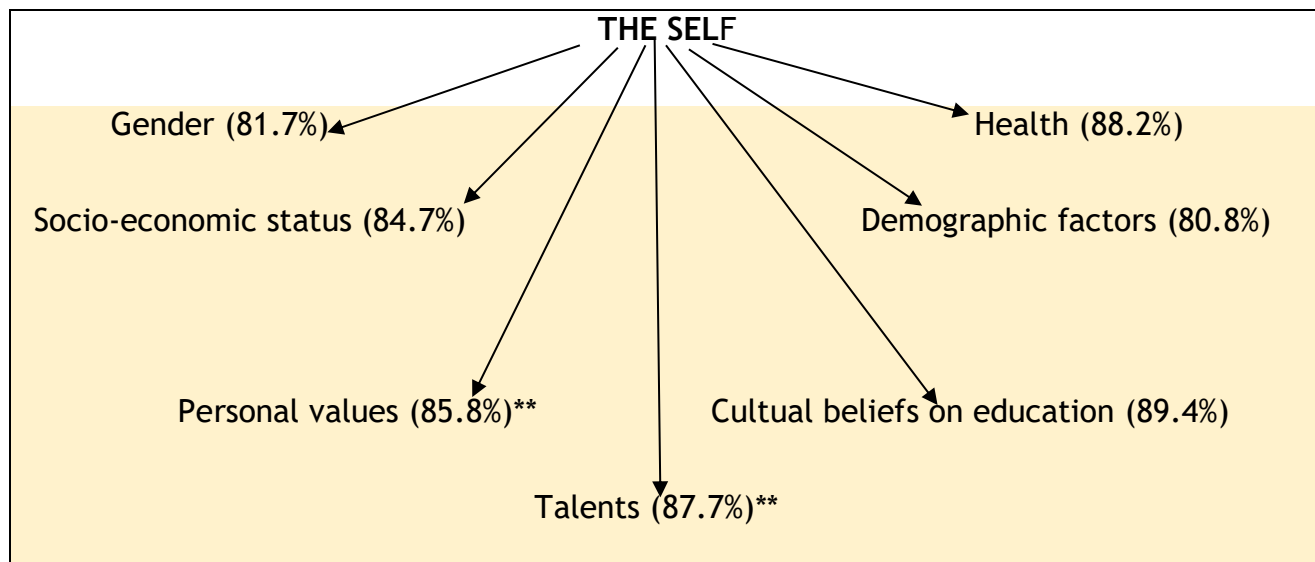 THE SELF
Gender (81.7%)
Health (88.2%)
Socio-economic status (84.7%)
Demographic factors (80.8%)
Personal values (85.8%)**
Cultual beliefs on education (89.4%)
Talents (87.7%)**